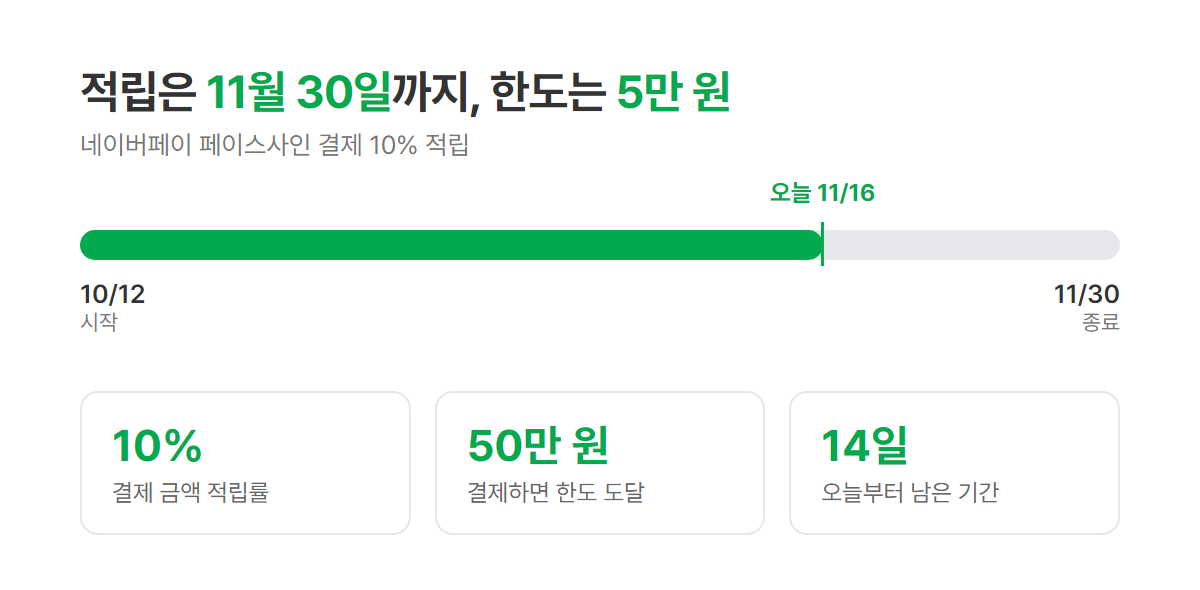 적립은 11월 30일까지, 한도는 5만 원
네이버페이 페이스사인 결제 10% 적립
오늘 11/16
10/12
시작
11/30
종료
10%
결제 금액 적립률
50만 원
결제하면 한도 도달
14일
오늘부터 남은 기간